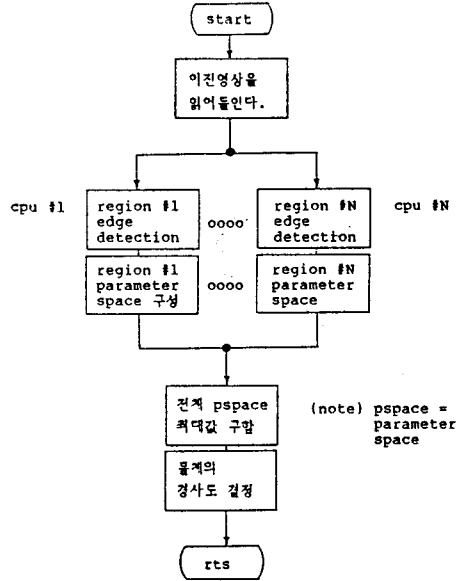 start
이진영상을
읽어들인다.
cpu #1
region #1
edge
detection
oooo
region #N
edge
detection
cpu #N
region #1
parameter
space 구성
oooo
region #N
parameter
space
전체 pspace
최대값 구함
(note) pspace =
parameter
space
물체의
경사도 결정
rts